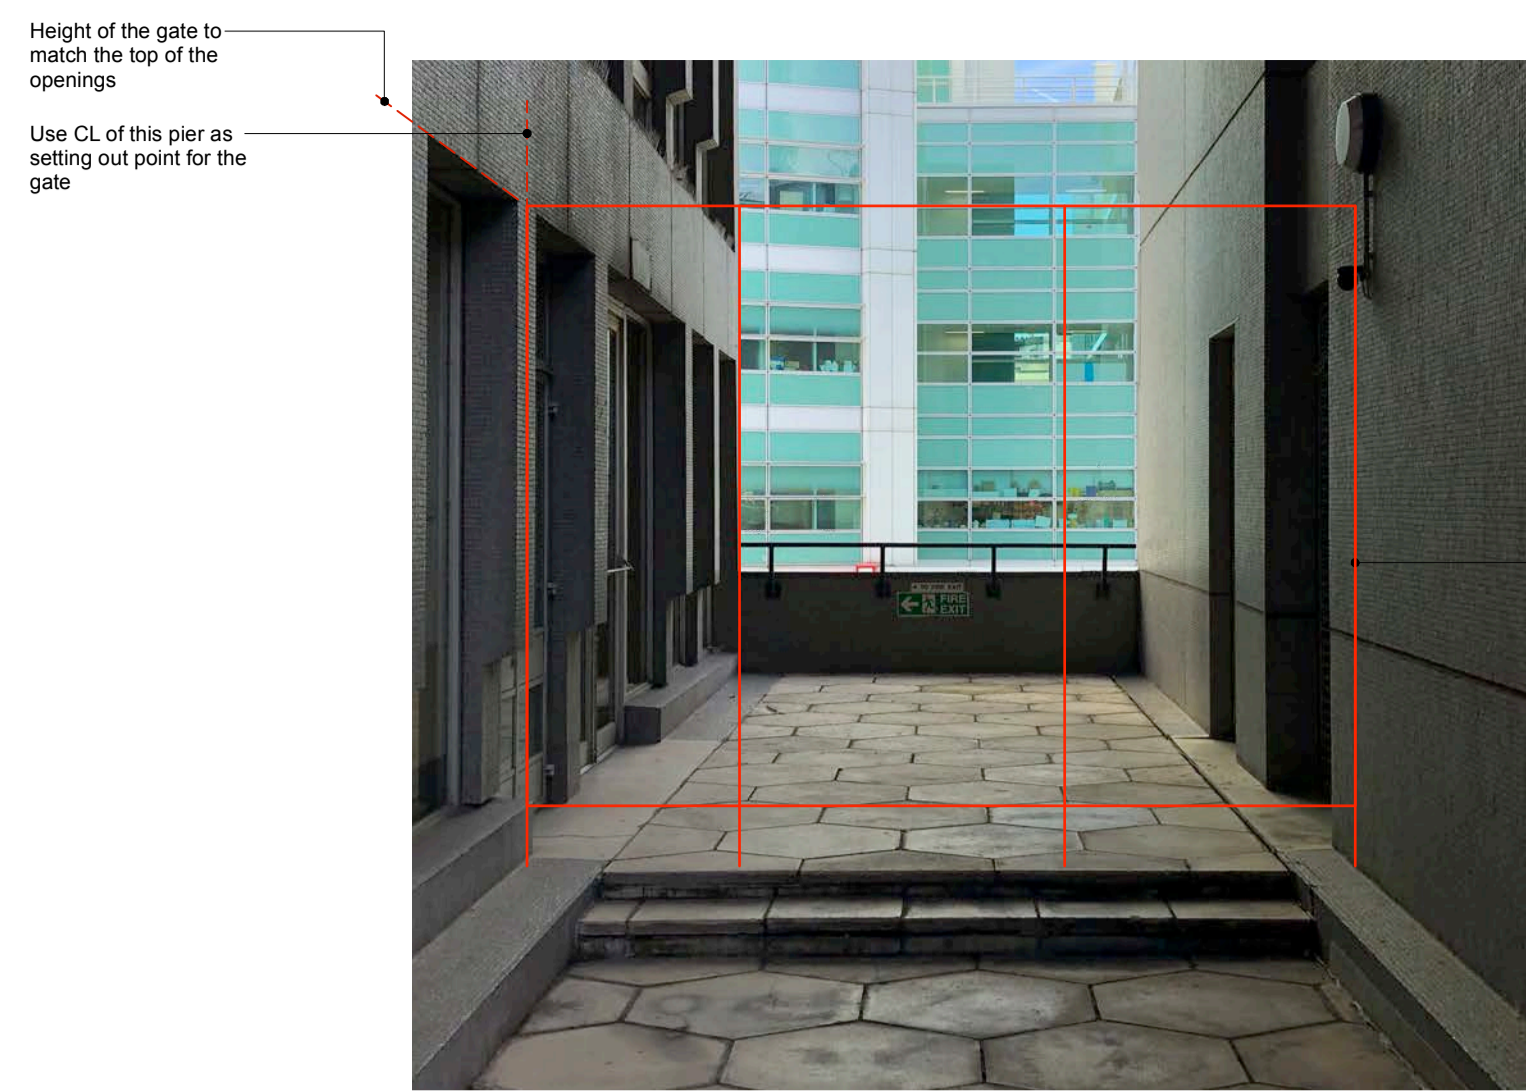 Height of the gate to
match the top of the
openings
Use CL of this pier as
setting out point for the
gate
FIRE
EXIT